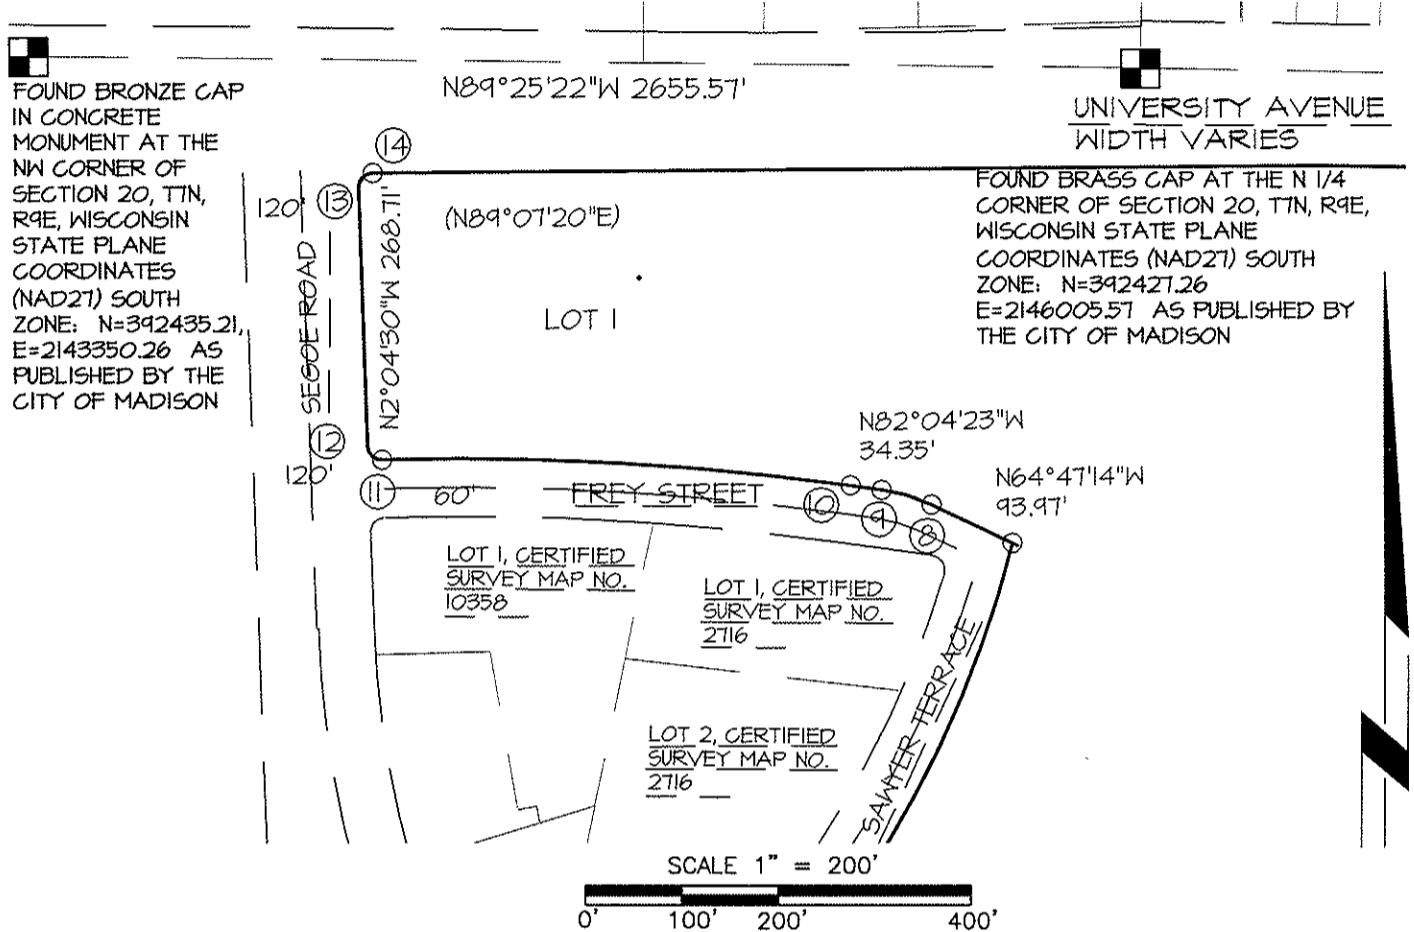 N89°25'22"W 2655.57'
FOUND BRONZE CAP
IN CONCRETE
MONUMENT AT THE
NW CORNER OF
SECTION 20, T7N,
R9E, WISCONSIN
STATE PLANE
COORDINATES
(NAD27) SOUTH
ZONE: N=392435.21,
E=2143350.26 AS
PUBLISHED BY THE
CITY OF MADISON
UNIVERSITY AVENUE
WIDTH VARIES
14
13
120'
(N89°07'20"E)
FOUND BRASS CAP AT THE N 1/4
CORNER OF SECTION 20, T7N, R9E,
WISCONSIN STATE PLANE
COORDINATES (NAD27) SOUTH
ZONE: N=392427.26
E=2146005.57 AS PUBLISHED BY
THE CITY OF MADISON
SEGOE ROAD
N2°04'30"W 268.71'
LOT 1
12
120'
11
60'
FREY STREET
N82°04'23"W
34.35'
N64°47'14"W
93.97'
10
9
8
LOT 1, CERTIFIED
SURVEY MAP NO.
10358
LOT 1, CERTIFIED
SURVEY MAP NO.
2716
LOT 2, CERTIFIED
SURVEY MAP NO.
2716
SAWYER TERRACE
SCALE 1" = 200'
0' 100' 200' 400'